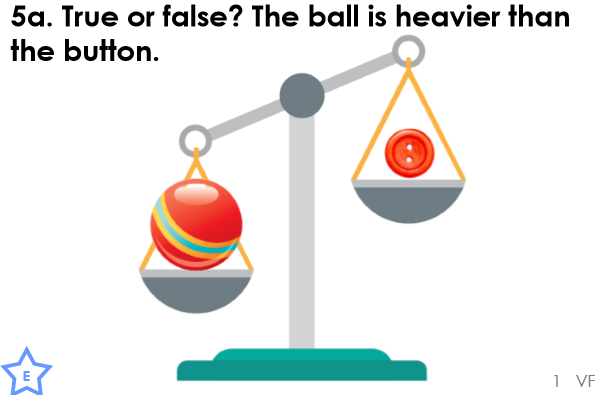 5a. True or false? The ball is heavier than
the button.
E
1 VF